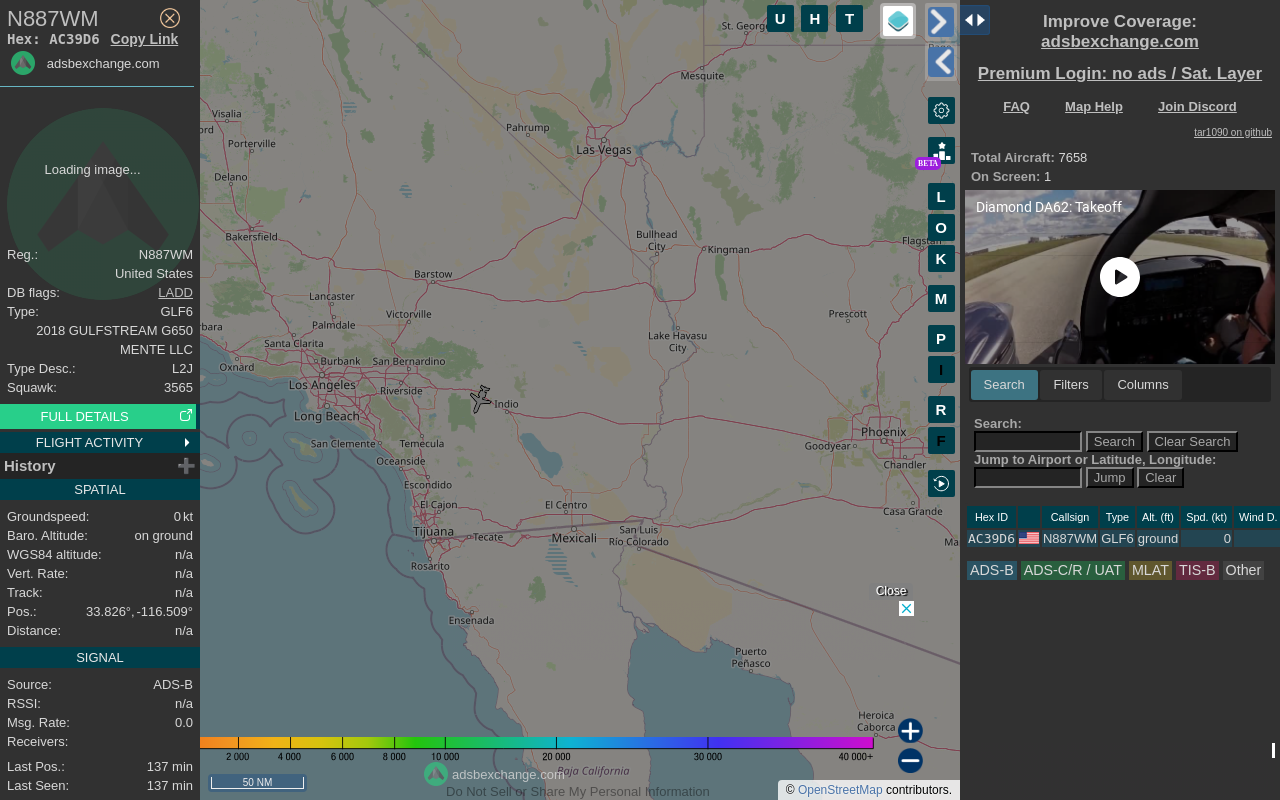 N887WM
Hex: AC39D6 Copy Link
adsbexchange.com
Loading image...
Reg.: N887WM
United States
DB flags: LADD
Type: GLF6
2018 GULFSTREAM G650
MENTE LLC
Type Desc.: L2J
Squawk: 3565
FULL DETAILS
FLIGHT ACTIVITY
History
SPATIAL
Groundspeed: 0 kt
Baro. Altitude: on ground
WGS84 altitude: n/a
Vert. Rate: n/a
Track: n/a
Pos.: 33.826°, -116.509°
Distance: n/a
SIGNAL
Source: ADS-B
RSSI: n/a
Msg. Rate: 0.0
Receivers:
Last Pos.: 137 min
Last Seen: 137 min
U H T
St. George
Mesquite
Visalia
Porterville
Delano
Pahrump
Las Vegas
BETA
L
O
K
M
P
I
R
F
Bakersfield
Bullhead
City
Kingman
Flagstaff
Barstow
Lancaster
Palmdale
Victorville
Prescott
Lake Havasu
City
Santa Clarita
Burbank
San Bernardino
Oxnard
Los Angeles
Riverside
Indio
Long Beach
Phoenix
San Clemente
Temecula
Goodyear
Oceanside
Chandler
Escondido
El Cajon
El Centro
Casa Grande
Tijuana
Tecate
Mexicali
San Luis
Río Colorado
Rosarito
Close
Ensenada
Puerto
Peñasco
Heroica
Caborca
2 000 4 000 6 000 8 000 10 000 20 000 30 000 40 000+
adsbexchange.com
Baja California
50 NM
Do Not Sell or Share My Personal Information
© OpenStreetMap contributors.
Improve Coverage:
adsbexchange.com
Premium Login: no ads / Sat. Layer
FAQ Map Help Join Discord
tar1090 on github
Total Aircraft: 7658
On Screen: 1
Diamond DA62: Takeoff
Search Filters Columns
Search:
Search Clear Search
Jump to Airport or Latitude, Longitude:
Jump Clear
Hex ID Callsign Type Alt. (ft) Spd. (kt) Wind D.
AC39D6 N887WM GLF6 ground 0
ADS-B ADS-C/R / UAT MLAT TIS-B Other